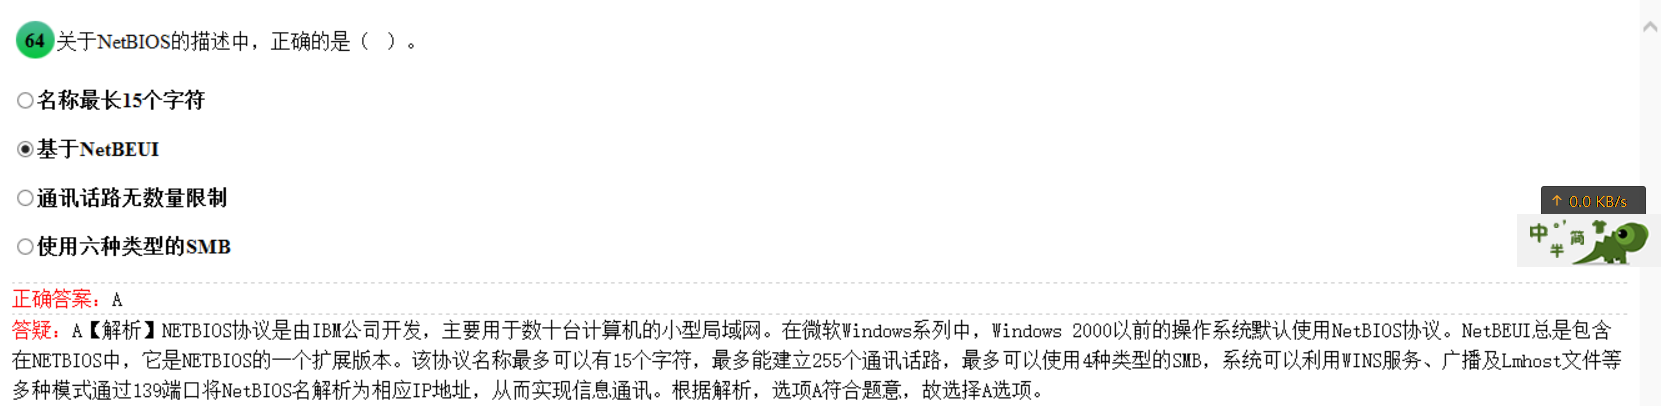 64 关于NetBIOS的描述中，正确的是（ ）。
名称最长15个字符
基于NetBEUI
通讯话路无数量限制
使用六种类型的SMB
↑ 0.0 KB/s
中 °’ 简
半
正确答案：A
答疑：A【解析】NETBIOS协议是由IBM公司开发，主要用于数十台计算机的小型局域网。在微软Windows系列中，Windows 2000以前的操作系统默认使用NetBIOS协议。NetBEUI总是包含
在NETBIOS中，它是NETBIOS的一个扩展版本。该协议名称最多可以有15个字符，最多能建立255个通讯话路，最多可以使用4种类型的SMB，系统可以利用WINS服务、广播及Lmhost文件等
多种模式通过139端口将NetBIOS名解析为相应IP地址，从而实现信息通讯。根据解析，选项A符合题意，故选择A选项。